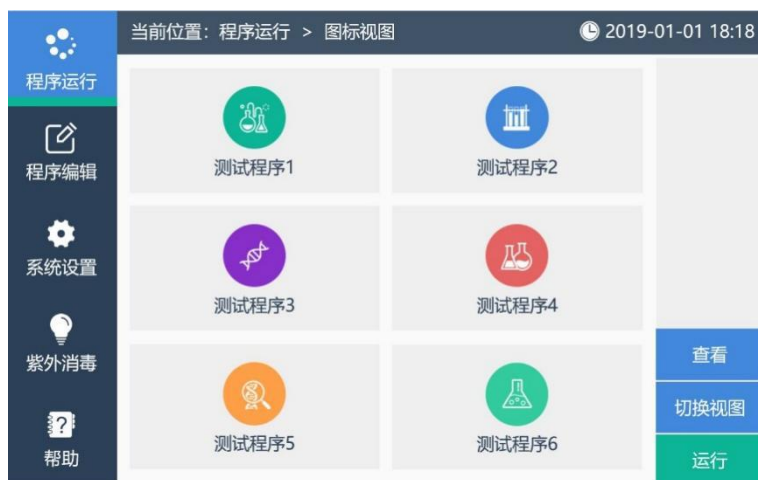 当前位置：程序运行 > 图标视图
2019-01-01 18:18
程序运行
程序编辑
系统设置
紫外消毒
帮助
测试程序1
测试程序2
测试程序3
测试程序4
测试程序5
测试程序6
查看
切换视图
运行